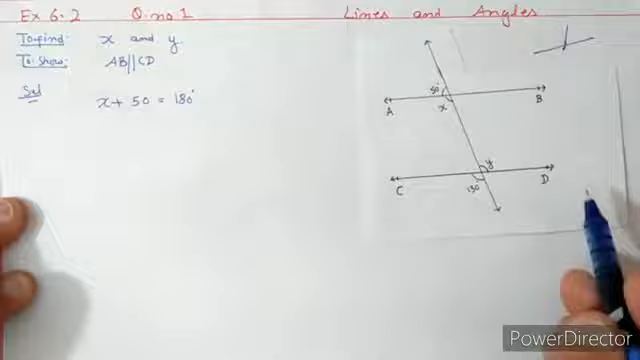 Ex 6.2 Q.no 1 Lines and Angles
To find: x and y.
To Show: AB||CD
Sol
x + 50 = 180°
50°
A B
x
y
C 130° D
PowerDirector